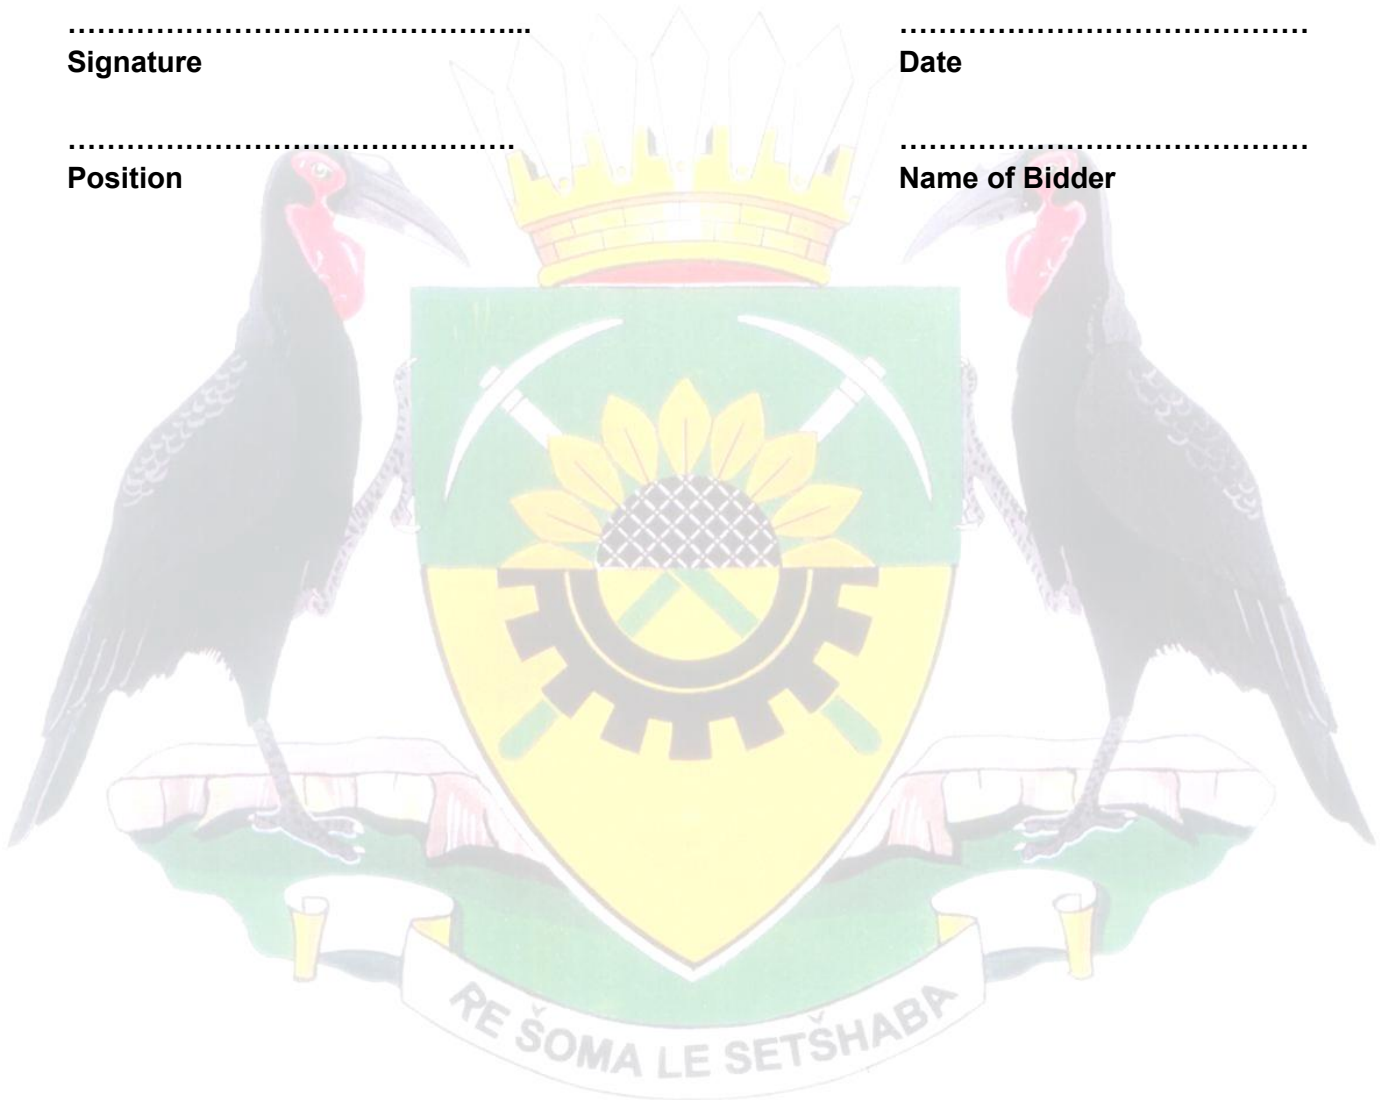 ………………………………………... ……………………………………
Signature Date
………………………………………. ……………………………………
Position Name of Bidder
RE ŠOMA LE SETŠHABA